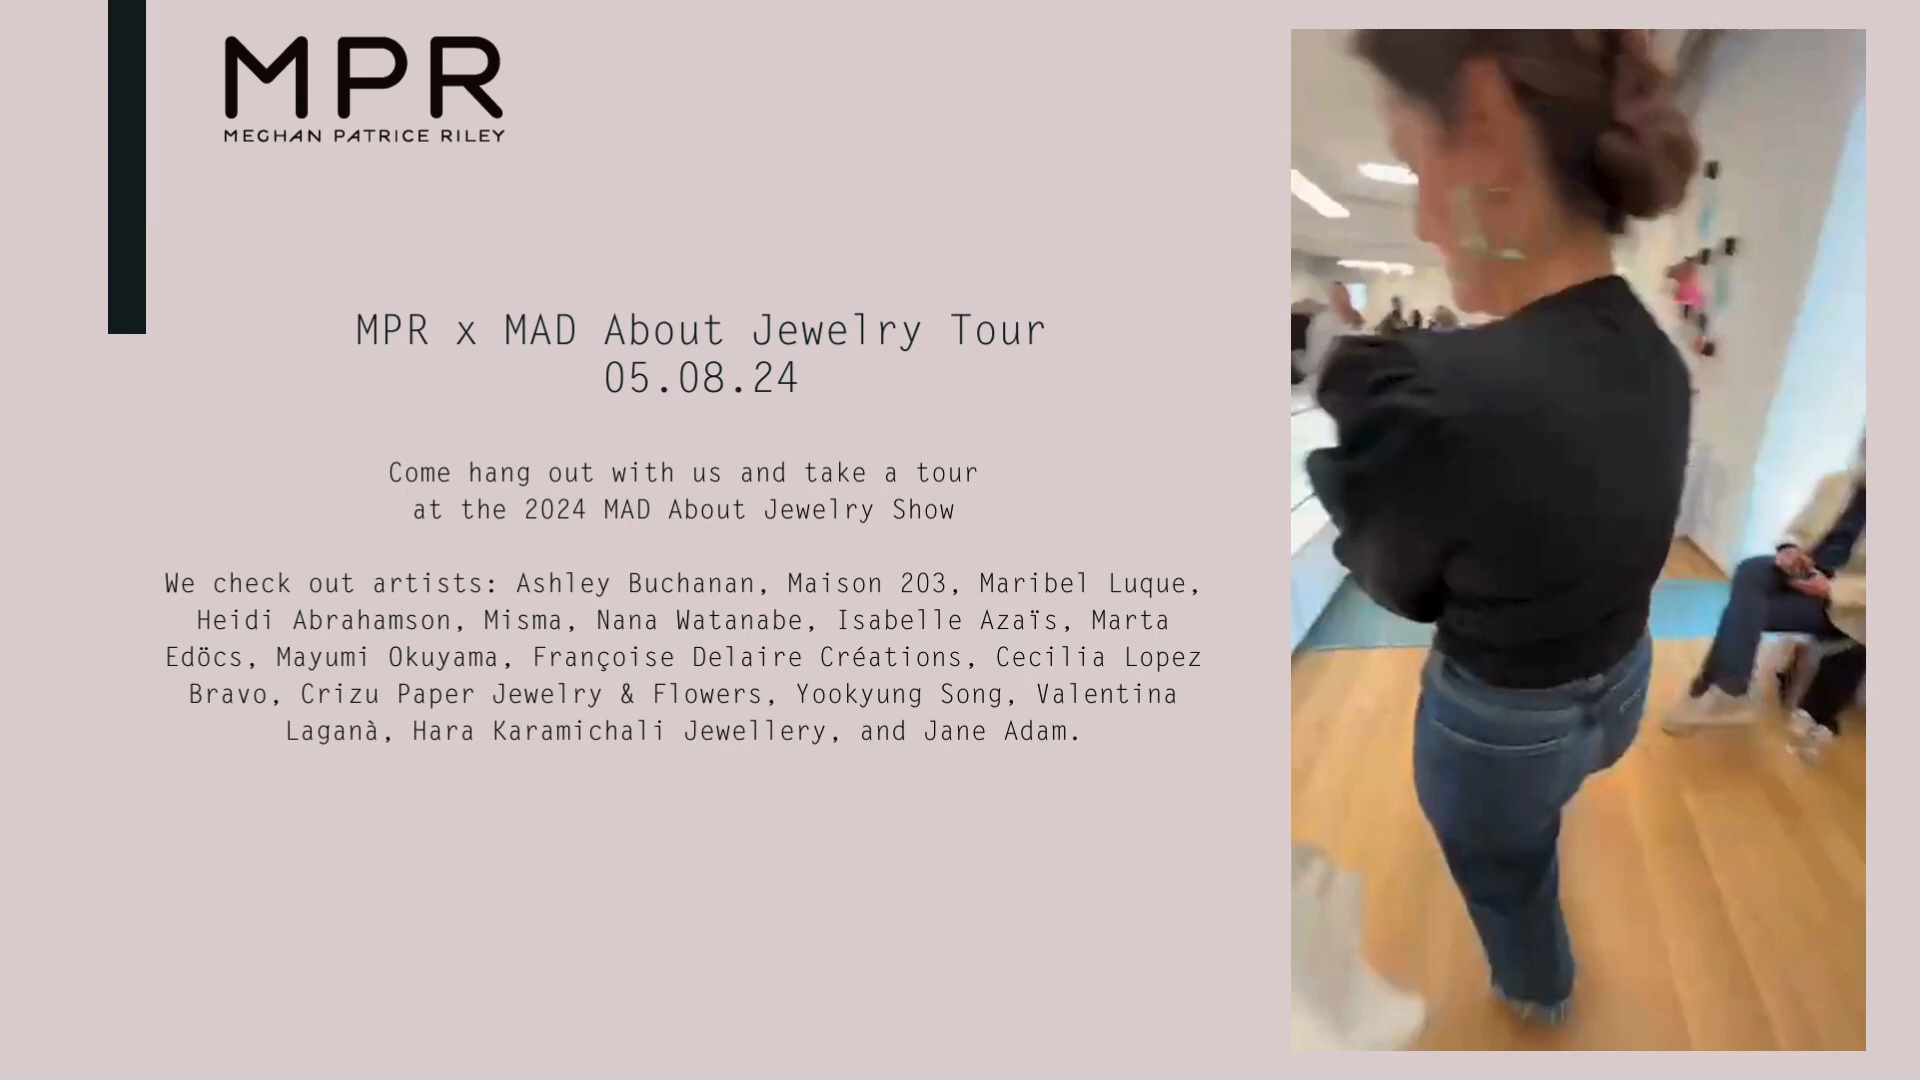 MPR
MEGHAN PATRICE RILEY
MPR x MAD About Jewelry Tour
05.08.24
Come hang out with us and take a tour
at the 2024 MAD About Jewelry Show
We check out artists: Ashley Buchanan, Maison 203, Maribel Luque,
Heidi Abrahamson, Misma, Nana Watanabe, Isabelle Azaïs, Marta
Edöcs, Mayumi Okuyama, Françoise Delaire Créations, Cecilia Lopez
Bravo, Crizu Paper Jewelry & Flowers, Yookyung Song, Valentina
Laganà, Hara Karamichali Jewellery, and Jane Adam.